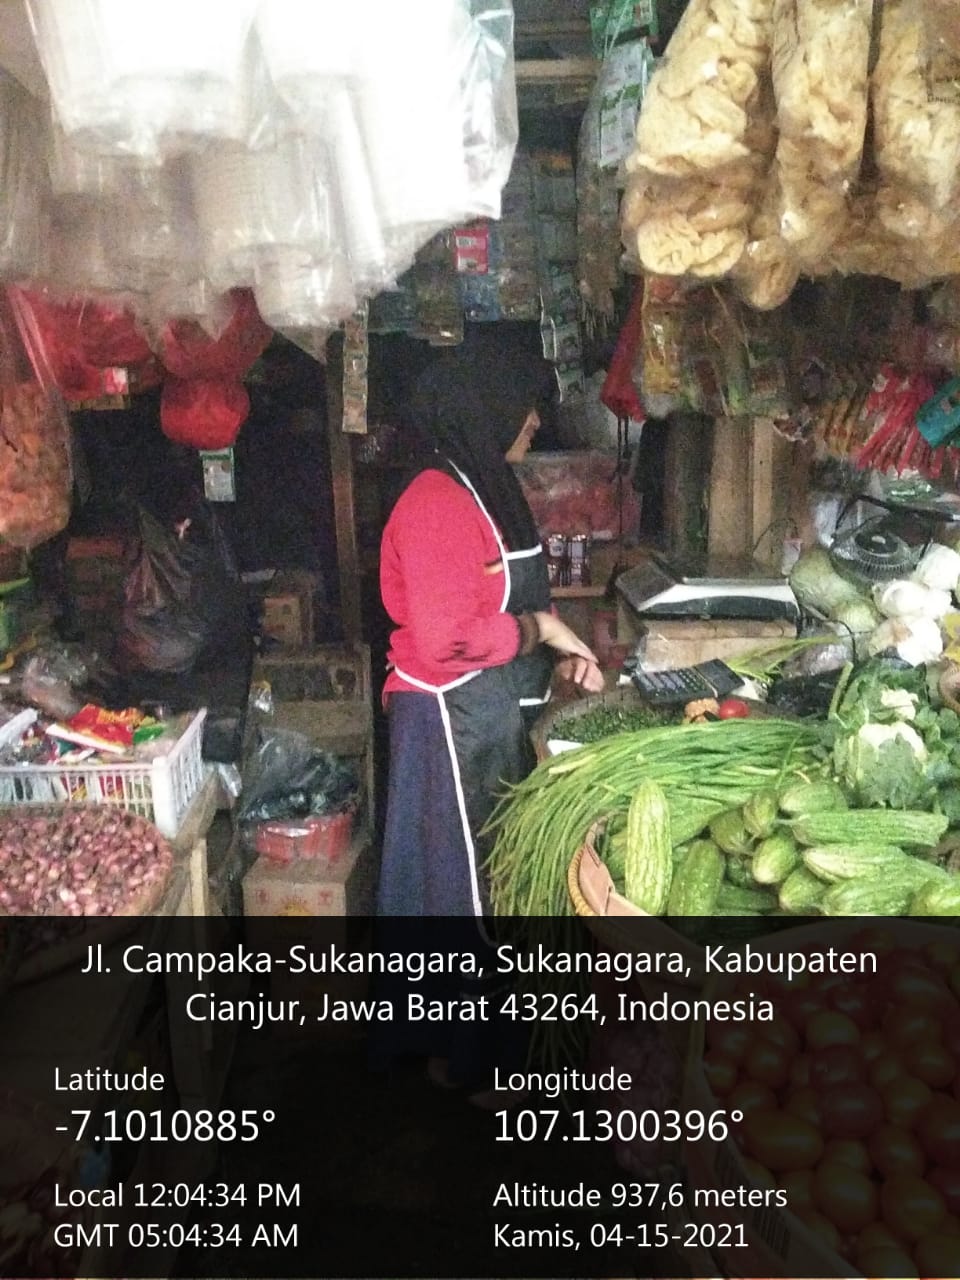 Jl. Campaka-Sukanagara, Sukanagara, Kabupaten
Cianjur, Jawa Barat 43264, Indonesia
Latitude
-7.1010885°
Longitude
107.1300396°
Local 12:04:34 PM
GMT 05:04:34 AM
Altitude 937,6 meters
Kamis, 04-15-2021